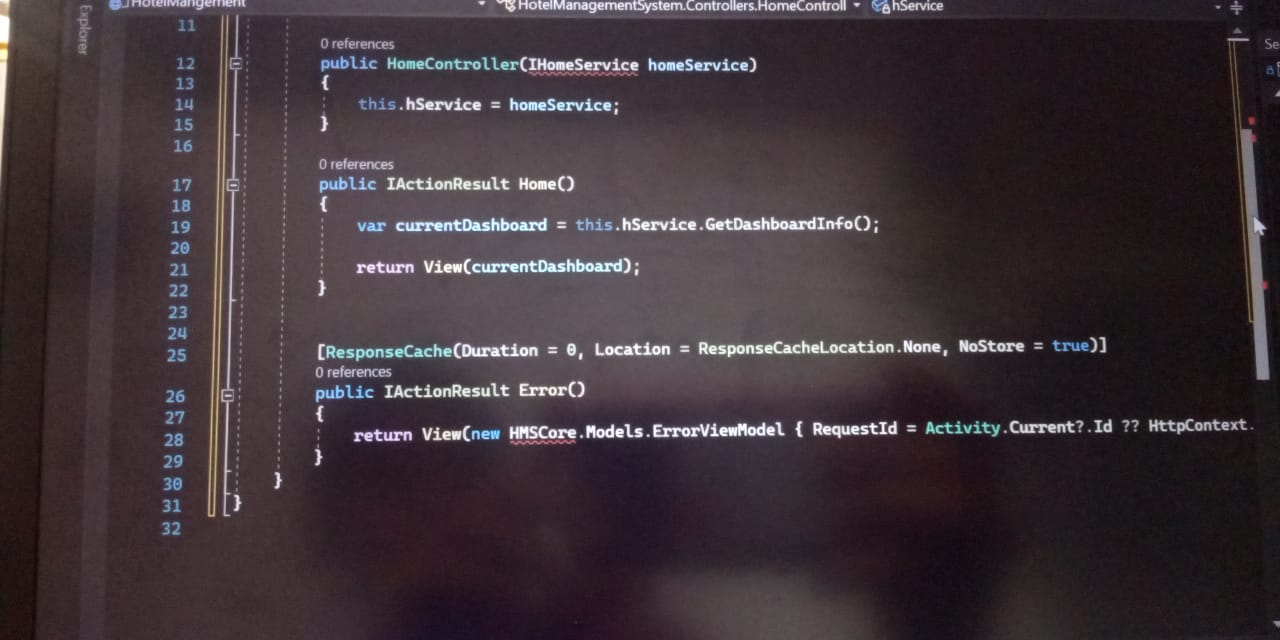 HotelMangement HotelManagementSystem.Controllers.HomeControll hService
Explorer
Se
11
0 references
12 public HomeController(IHomeService homeService)
13 {
14 this.hService = homeService;
15 }
16
0 references
17 public IActionResult Home()
18 {
19 var currentDashboard = this.hService.GetDashboardInfo();
20
21 return View(currentDashboard);
22 }
23
24
25 [ResponseCache(Duration = 0, Location = ResponseCacheLocation.None, NoStore = true)]
0 references
26 public IActionResult Error()
27 {
28 return View(new HMSCore.Models.ErrorViewModel { RequestId = Activity.Current?.Id ?? HttpContext.
29 }
30 }
31 }
32